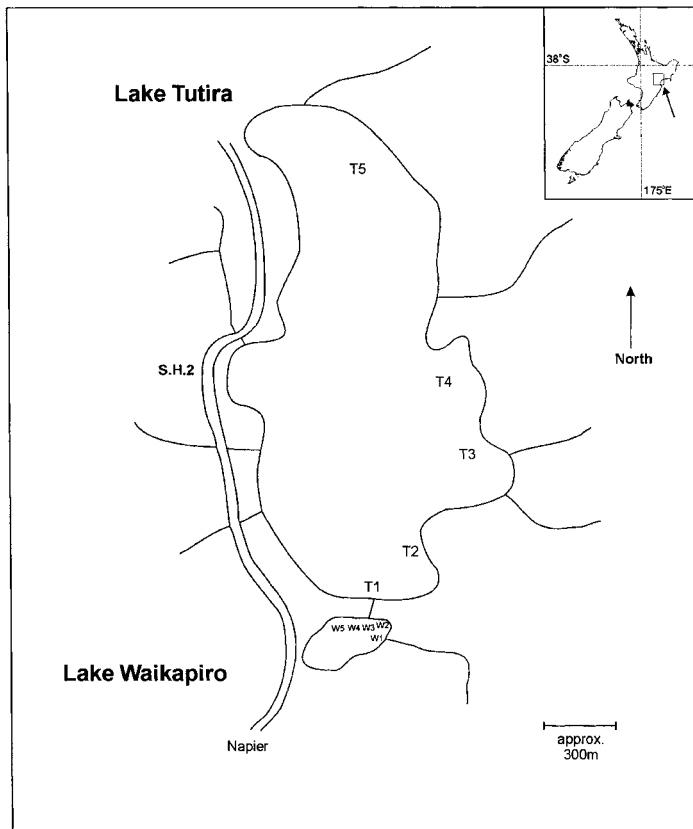 Lake Tutira
38°S
175°E
T5
North
S.H.2
T4
T3
T2
T1
W5 W4 W3 W2
W1
Lake Waikapiro
Napier
approx.
300m